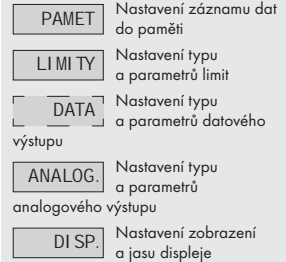 PAMET
Nastavení záznamu dat
do paměti
LIMITY
Nastavení typu
a parametrů limit
DATA
Nastavení typu
a parametrů datového
výstupu
ANALOG.
Nastavení typu
a parametrů
analogového výstupu
DISP.
Nastavení zobrazení
a jasu displeje